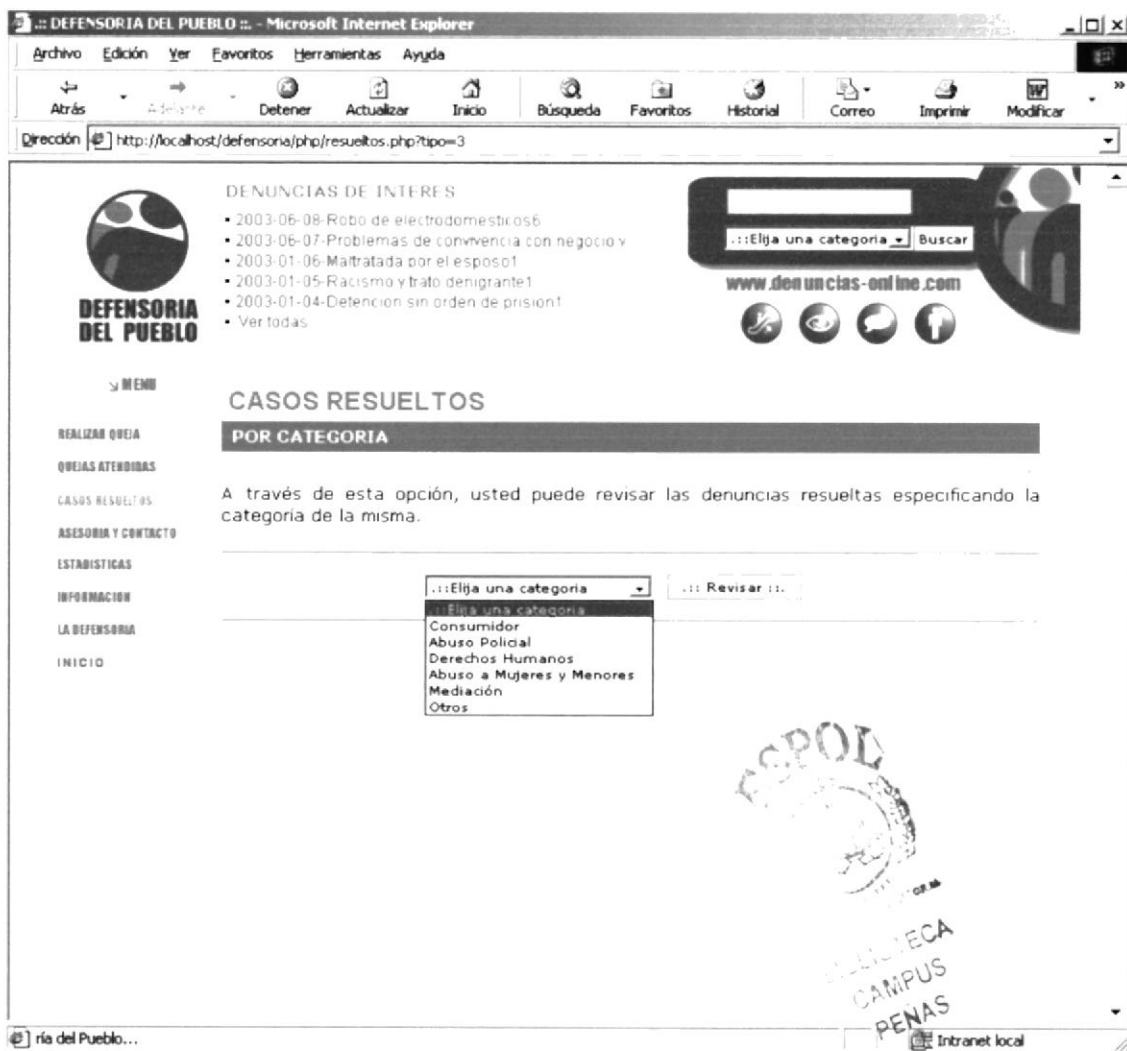 .:: DEFENSORIA DEL PUEBLO ::. - Microsoft Internet Explorer
Archivo Edición Ver Favoritos Herramientas Ayuda
Atrás Adelante Detener Actualizar Inicio Búsqueda Favoritos Historial Correo Imprimir Modificar »
Dirección http://localhost/defensoria/php/resueltos.php?tipo=3
DEFENSORIA
DEL PUEBLO
DENUNCIAS DE INTERES
▪ 2003-06-08-Robo de electrodomesticos6
▪ 2003-06-07-Problemas de convivencia con negocio v
▪ 2003-01-06-Maltratada por el esposo1
▪ 2003-01-05-Racismo y trato denigrante1
▪ 2003-01-04-Detencion sin orden de prision1
▪ Ver todas
.::Elija una categoria Buscar
www.denuncias-online.com
MENU
REALIZAR QUEJA
QUEJAS ATENDIDAS
CASOS RESUELTOS
ASESORIA Y CONTACTO
ESTADISTICAS
INFORMACION
LA DEFENSORIA
INICIO
CASOS RESUELTOS
POR CATEGORIA
A través de esta opción, usted puede revisar las denuncias resueltas especificando la
categoria de la misma.
.::Elija una categoria .:: Revisar ::.
.::Elija una categoria
Consumidor
Abuso Policial
Derechos Humanos
Abuso a Mujeres y Menores
Mediación
Otros
ESPOL
CAMPUS
PEÑAS
ría del Pueblo...
Intranet local